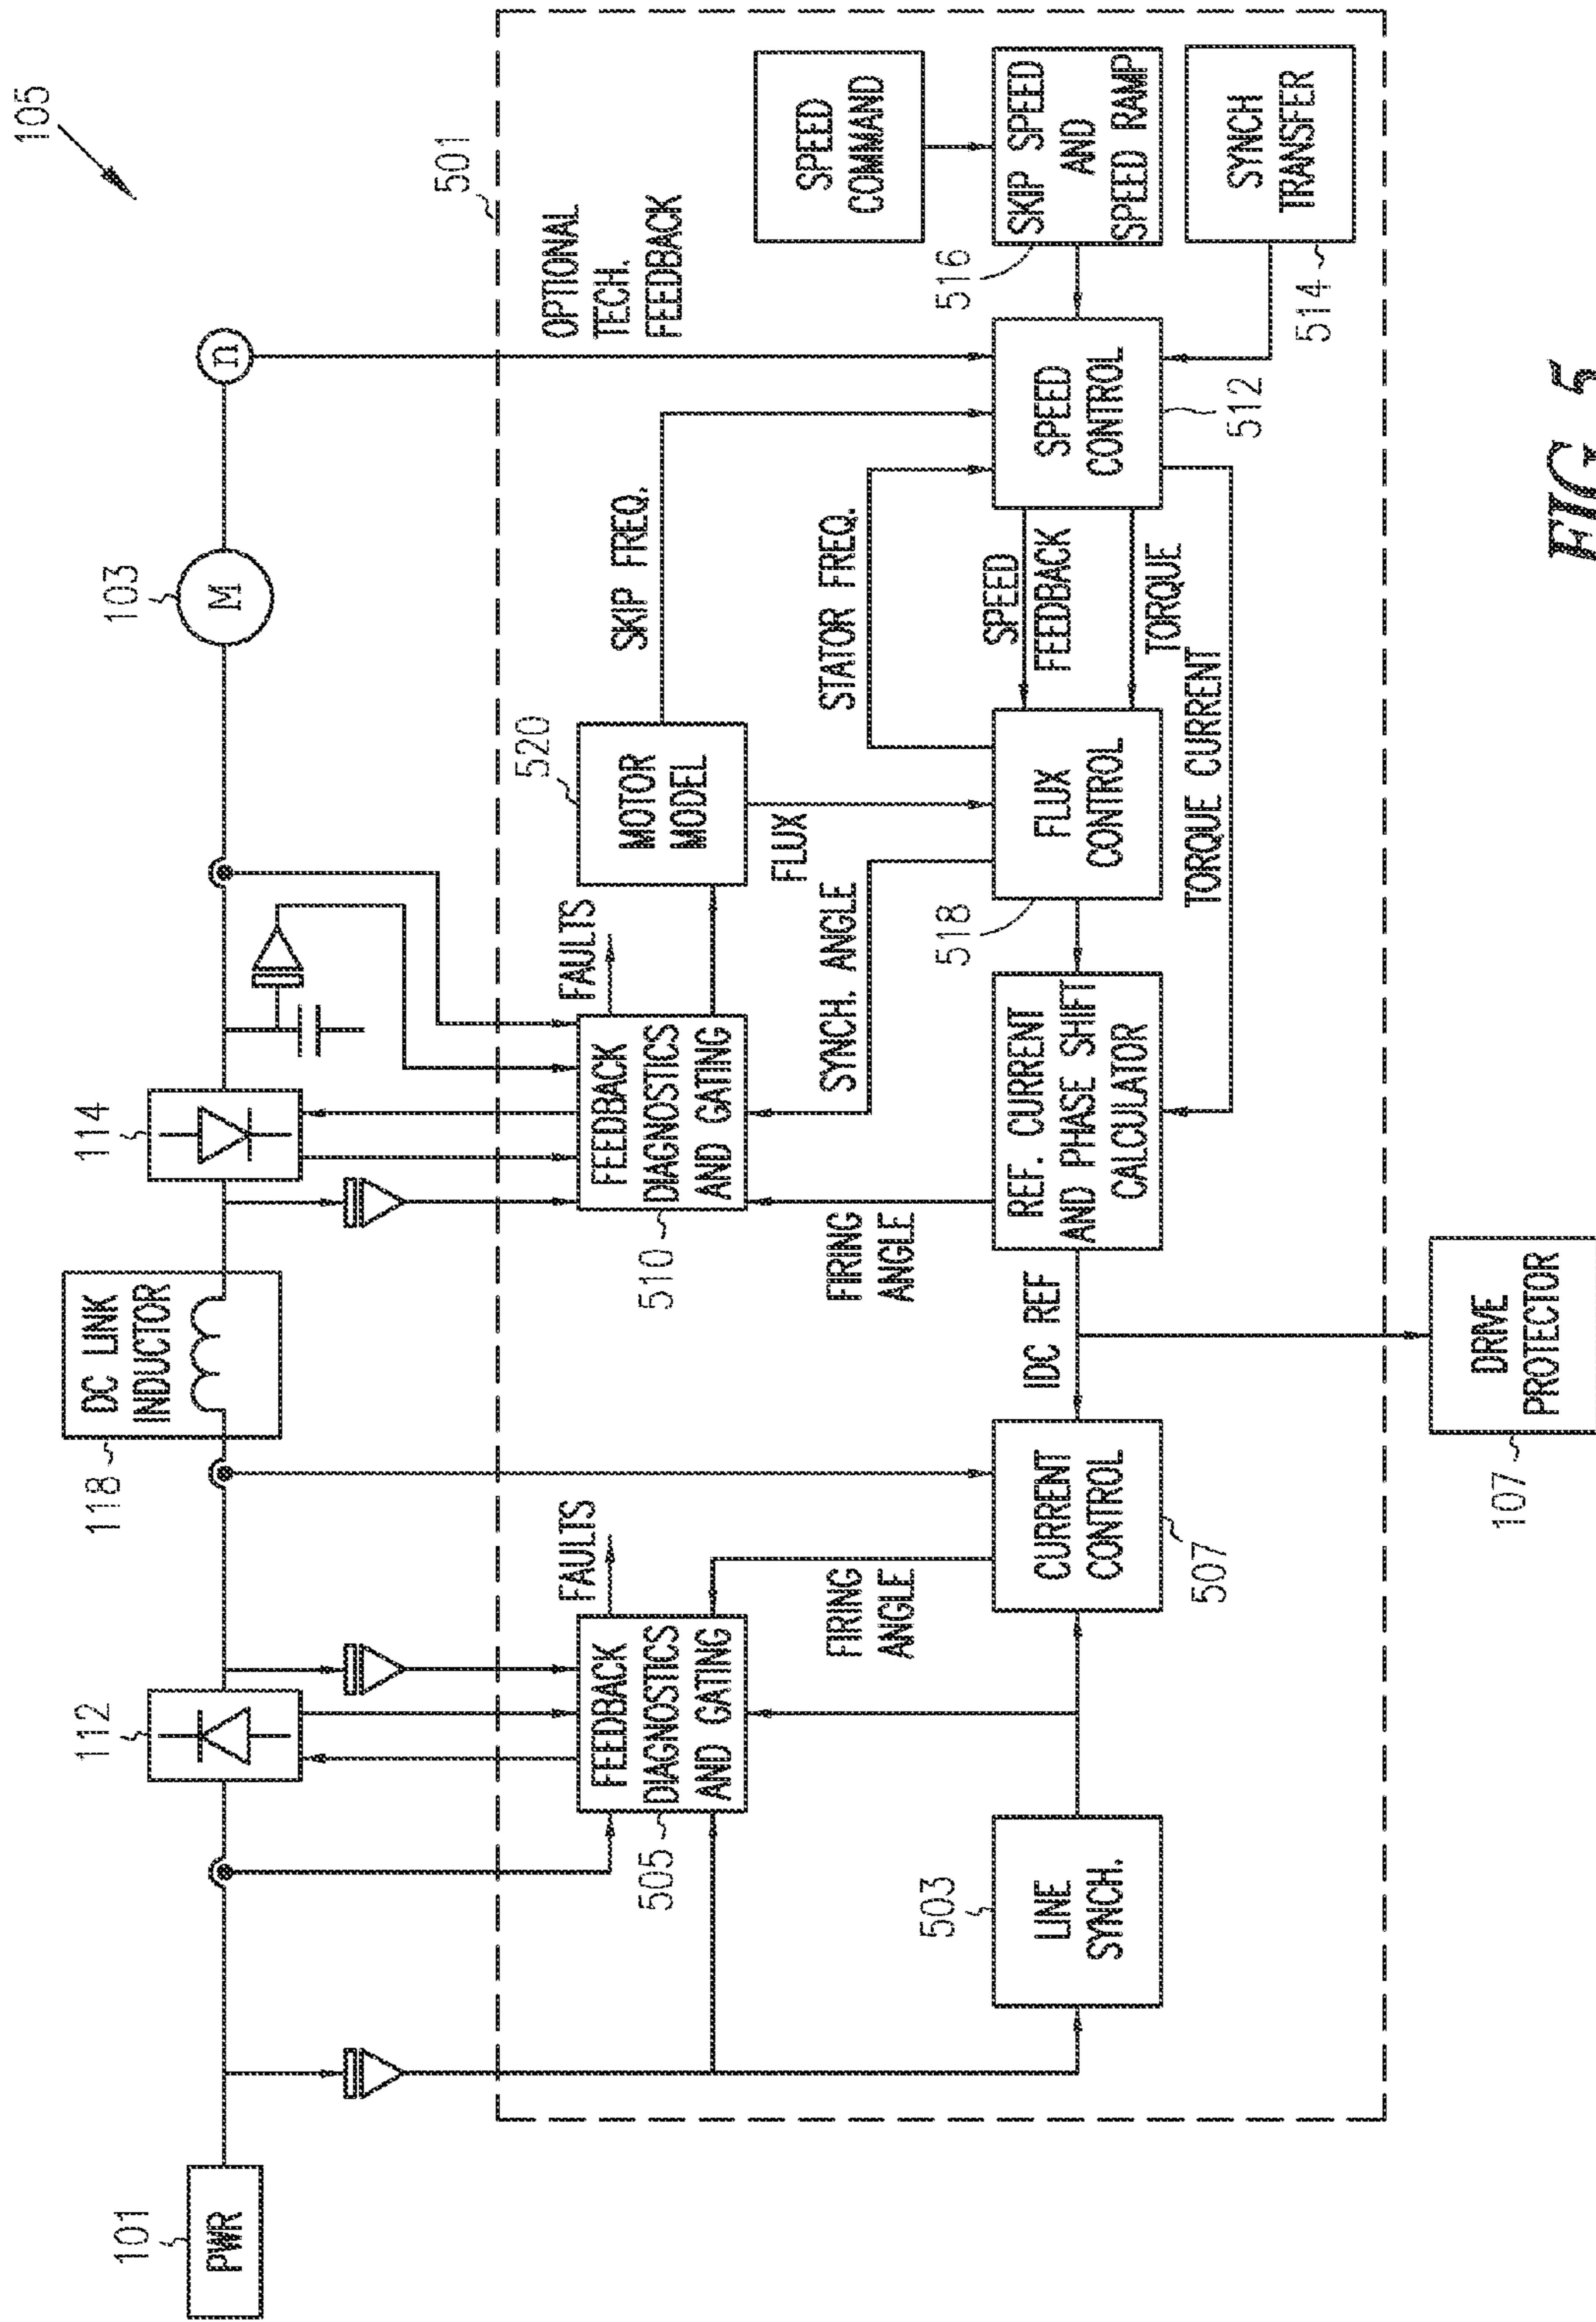 105
101
PWR
112
118
DC LINK
INDUCTOR
114
103
M
n
501
OPTIONAL
TECH.
FEEDBACK
505
FEEDBACK
DIAGNOSTICS
AND GATING
FAULTS
510
FEEDBACK
DIAGNOSTICS
AND GATING
FAULTS
520
MOTOR
MODEL
SKIP FREQ.
FLUX
FIRING
ANGLE
FIRING
ANGLE
SYNCH. ANGLE
STATOR FREQ.
SPEED
COMMAND
503
LINE
SYNCH.
CURRENT
CONTROL
507
IDC REF
REF. CURRENT
AND PHASE SHIFT
CALCULATOR
518
FLUX
CONTROL
SPEED
FEEDBACK
TORQUE
TORQUE CURRENT
SPEED
CONTROL
512
516
SKIP SPEED
AND
SPEED RAMP
SYNCH
TRANSFER
514
DRIVE
PROTECTOR
107
FIG. 5